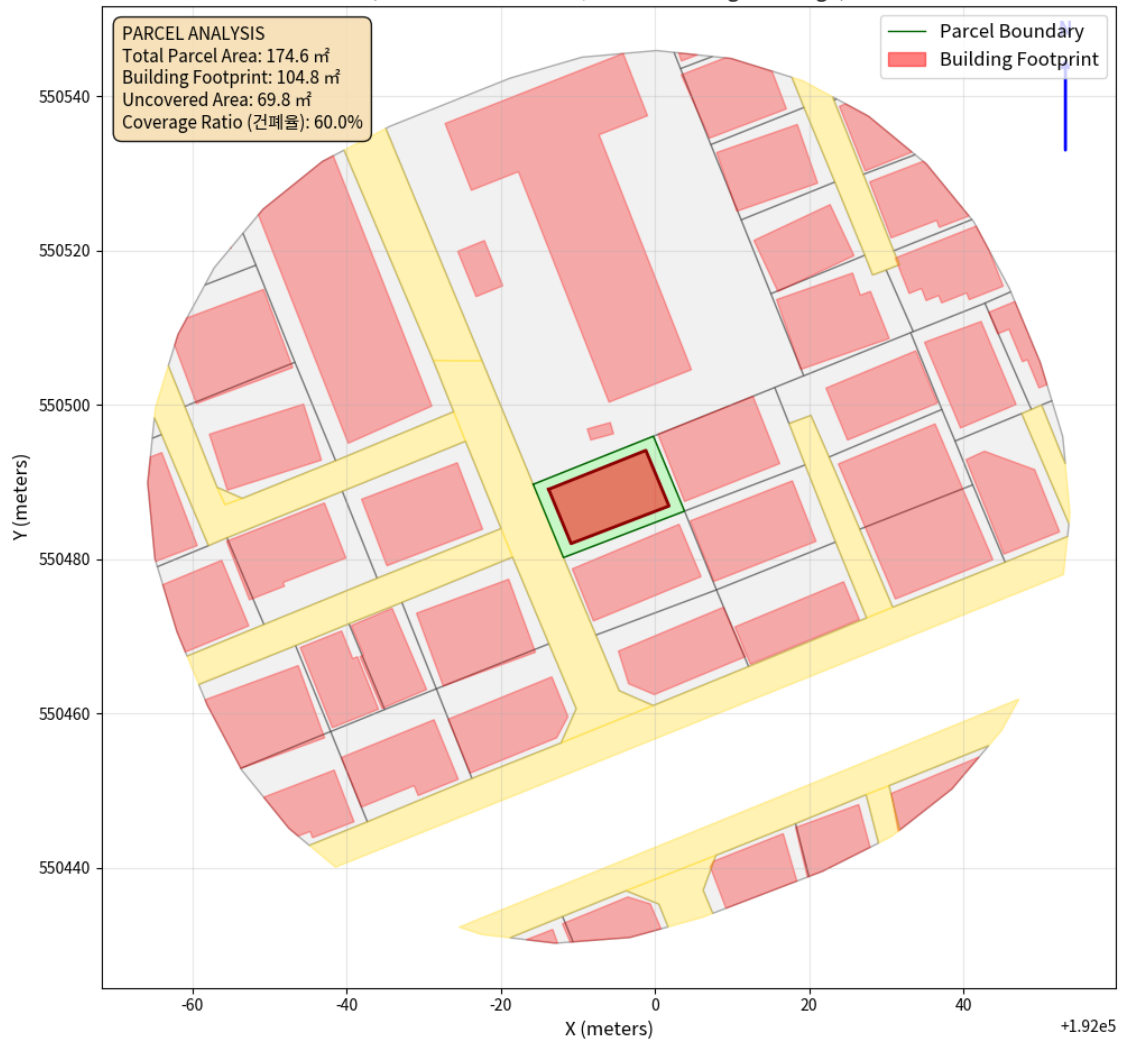 PARCEL ANALYSIS
Total Parcel Area: 174.6 ㎡
Building Footprint: 104.8 ㎡
Uncovered Area: 69.8 ㎡
Coverage Ratio (건폐율): 60.0%
Parcel Boundary
Building Footprint
N
550540
550520
550500
550480
550460
550440
Y (meters)
-60
-40
-20
0
20
40
X (meters)
+1.92e5